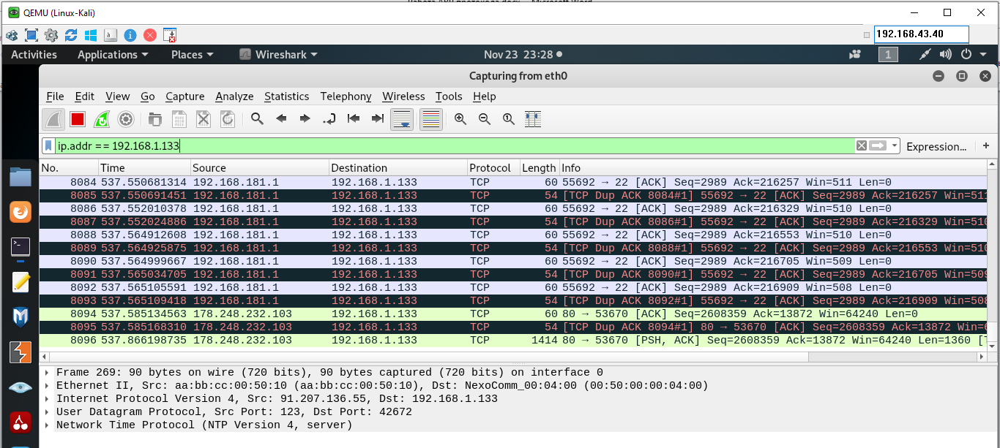 QEMU (Linux-Kali)
192.168.43.40
Activities Applications Places Wireshark Nov 23 23:28 1
Capturing from eth0
File Edit View Go Capture Analyze Statistics Telephony Wireless Tools Help
ip.addr == 192.168.1.133 Expression... +
No. Time Source Destination Protocol Length Info
8084 537.550681314 192.168.181.1 192.168.1.133 TCP 60 55692 → 22 [ACK] Seq=2989 Ack=216257 Win=511 Len=0
8085 537.550691451 192.168.181.1 192.168.1.133 TCP 54 [TCP Dup ACK 8084#1] 55692 → 22 [ACK] Seq=2989 Ack=216257 Win=511
8086 537.552010378 192.168.181.1 192.168.1.133 TCP 60 55692 → 22 [ACK] Seq=2989 Ack=216329 Win=510 Len=0
8087 537.552024886 192.168.181.1 192.168.1.133 TCP 54 [TCP Dup ACK 8086#1] 55692 → 22 [ACK] Seq=2989 Ack=216329 Win=510
8088 537.564912608 192.168.181.1 192.168.1.133 TCP 60 55692 → 22 [ACK] Seq=2989 Ack=216553 Win=510 Len=0
8089 537.564925875 192.168.181.1 192.168.1.133 TCP 54 [TCP Dup ACK 8088#1] 55692 → 22 [ACK] Seq=2989 Ack=216553 Win=510
8090 537.564999667 192.168.181.1 192.168.1.133 TCP 60 55692 → 22 [ACK] Seq=2989 Ack=216705 Win=509 Len=0
8091 537.565034705 192.168.181.1 192.168.1.133 TCP 54 [TCP Dup ACK 8090#1] 55692 → 22 [ACK] Seq=2989 Ack=216705 Win=509
8092 537.565105591 192.168.181.1 192.168.1.133 TCP 60 55692 → 22 [ACK] Seq=2989 Ack=216909 Win=508 Len=0
8093 537.565109418 192.168.181.1 192.168.1.133 TCP 54 [TCP Dup ACK 8092#1] 55692 → 22 [ACK] Seq=2989 Ack=216909 Win=508
8094 537.585134563 178.248.232.103 192.168.1.133 TCP 60 80 → 53670 [ACK] Seq=2608359 Ack=13872 Win=64240 Len=0
8095 537.585168310 178.248.232.103 192.168.1.133 TCP 54 [TCP Dup ACK 8094#1] 80 → 53670 [ACK] Seq=2608359 Ack=13872 Win=6
8096 537.866198735 178.248.232.103 192.168.1.133 TCP 1414 80 → 53670 [PSH, ACK] Seq=2608359 Ack=13872 Win=64240 Len=1360 [T
Frame 269: 90 bytes on wire (720 bits), 90 bytes captured (720 bits) on interface 0
Ethernet II, Src: aa:bb:cc:00:50:10 (aa:bb:cc:00:50:10), Dst: NexoComm_00:04:00 (00:50:00:00:04:00)
Internet Protocol Version 4, Src: 91.207.136.55, Dst: 192.168.1.133
User Datagram Protocol, Src Port: 123, Dst Port: 42672
Network Time Protocol (NTP Version 4, server)